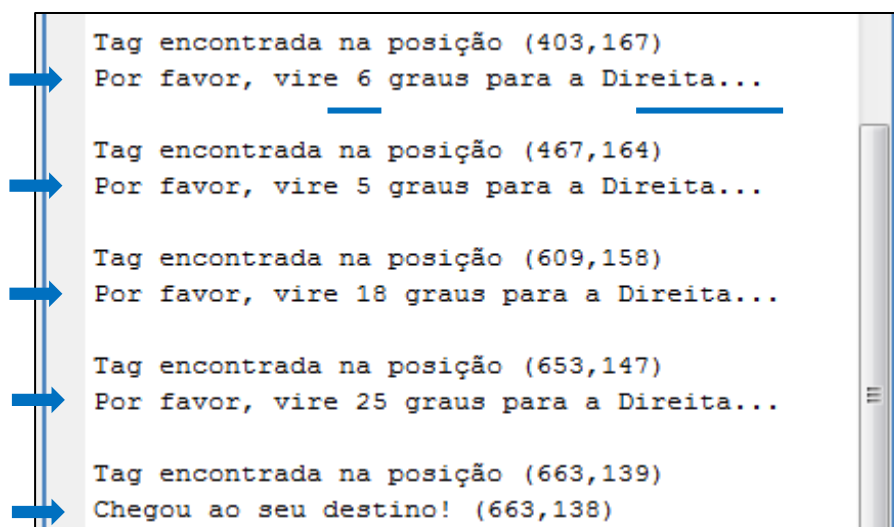 Tag encontrada na posição (403,167)
Por favor, vire 6 graus para a Direita...
Tag encontrada na posição (467,164)
Por favor, vire 5 graus para a Direita...
Tag encontrada na posição (609,158)
Por favor, vire 18 graus para a Direita...
Tag encontrada na posição (653,147)
Por favor, vire 25 graus para a Direita...
Tag encontrada na posição (663,139)
Chegou ao seu destino! (663,138)